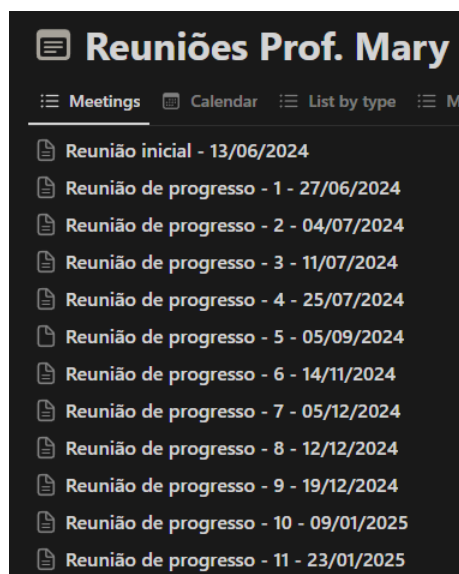 Reuniões Prof. Mary
Meetings Calendar List by type M
Reunião inicial - 13/06/2024
Reunião de progresso - 1 - 27/06/2024
Reunião de progresso - 2 - 04/07/2024
Reunião de progresso - 3 - 11/07/2024
Reunião de progresso - 4 - 25/07/2024
Reunião de progresso - 5 - 05/09/2024
Reunião de progresso - 6 - 14/11/2024
Reunião de progresso - 7 - 05/12/2024
Reunião de progresso - 8 - 12/12/2024
Reunião de progresso - 9 - 19/12/2024
Reunião de progresso - 10 - 09/01/2025
Reunião de progresso - 11 - 23/01/2025